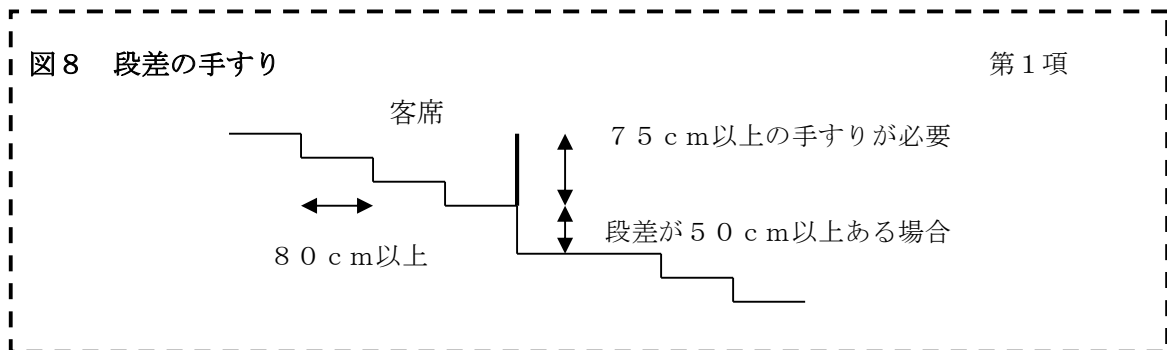 図８　段差の手すり　第１項
客席
７５ｃｍ以上の手すりが必要
段差が５０ｃｍ以上ある場合
８０ｃｍ以上